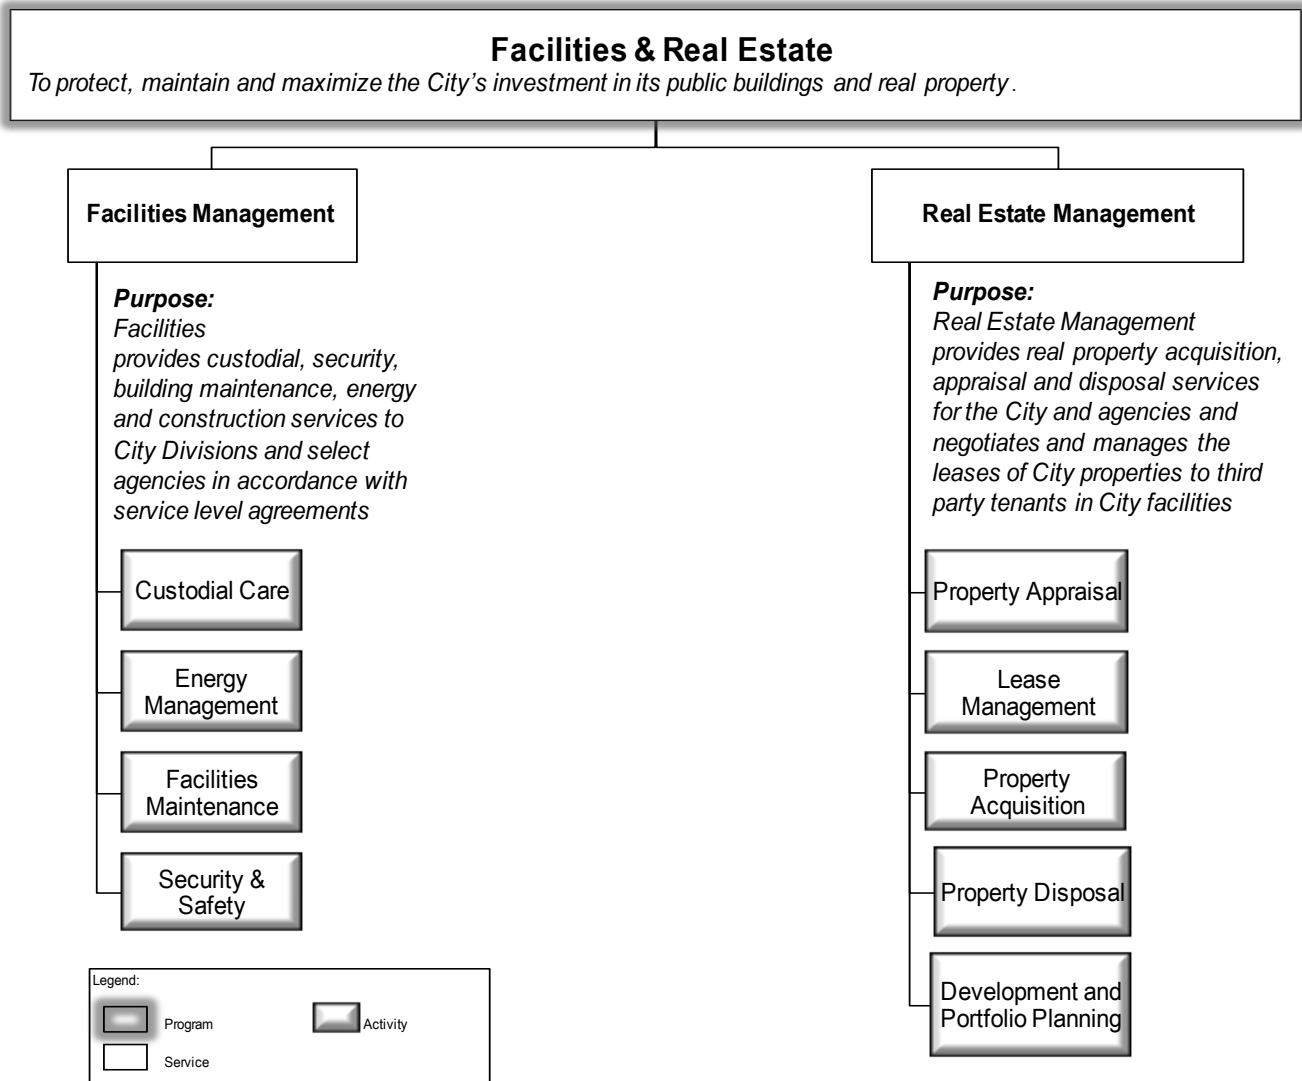 Facilities & Real Estate
To protect, maintain and maximize the City's investment in its public buildings and real property.
Facilities Management
Purpose:
Facilities
provides custodial, security,
building maintenance, energy
and construction services to
City Divisions and select
agencies in accordance with
service level agreements
Custodial Care
Energy
Management
Facilities
Maintenance
Security &
Safety
Real Estate Management
Purpose:
Real Estate Management
provides real property acquisition,
appraisal and disposal services
for the City and agencies and
negotiates and manages the
leases of City properties to third
party tenants in City facilities
Property Appraisal
Lease
Management
Property
Acquisition
Property Disposal
Development and
Portfolio Planning
Legend:
Program
Activity
Service